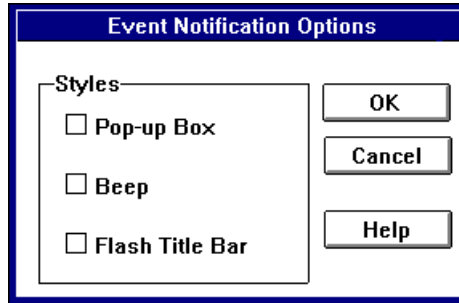 Event Notification Options
Styles
Pop-up Box
Beep
Flash Title Bar
OK
Cancel
Help